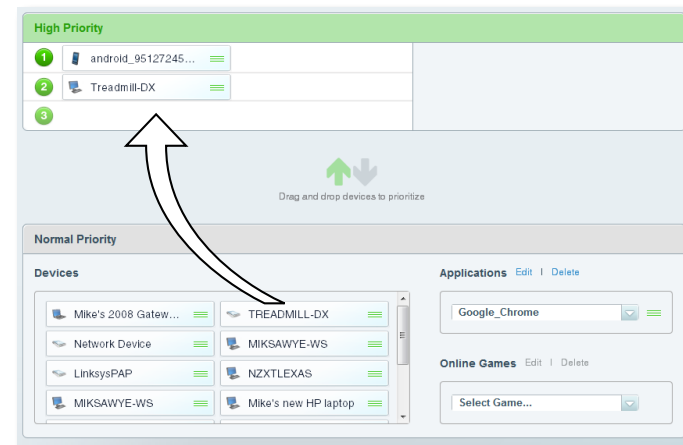 High Priority
1 android_95127245...
2 Treadmill-DX
3
Drag and drop devices to prioritize
Normal Priority
Devices
Applications Edit | Delete
Mike's 2008 Gatew... TREADMILL-DX
Google_Chrome
Network Device MIKSAWYE-WS
LinksysPAP NZXTLEXAS
Online Games Edit | Delete
MIKSAWYE-WS Mike's new HP laptop
Select Game...